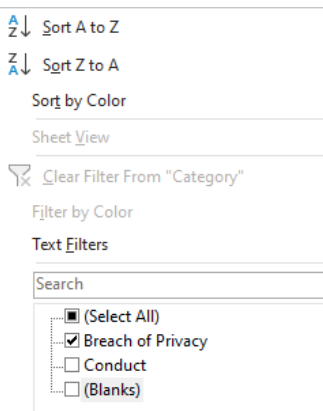 Sort A to Z
Sort Z to A
Sort by Color
Sheet View
Clear Filter From "Category"
Filter by Color
Text Filters
Search
(Select All)
Breach of Privacy
Conduct
(Blanks)